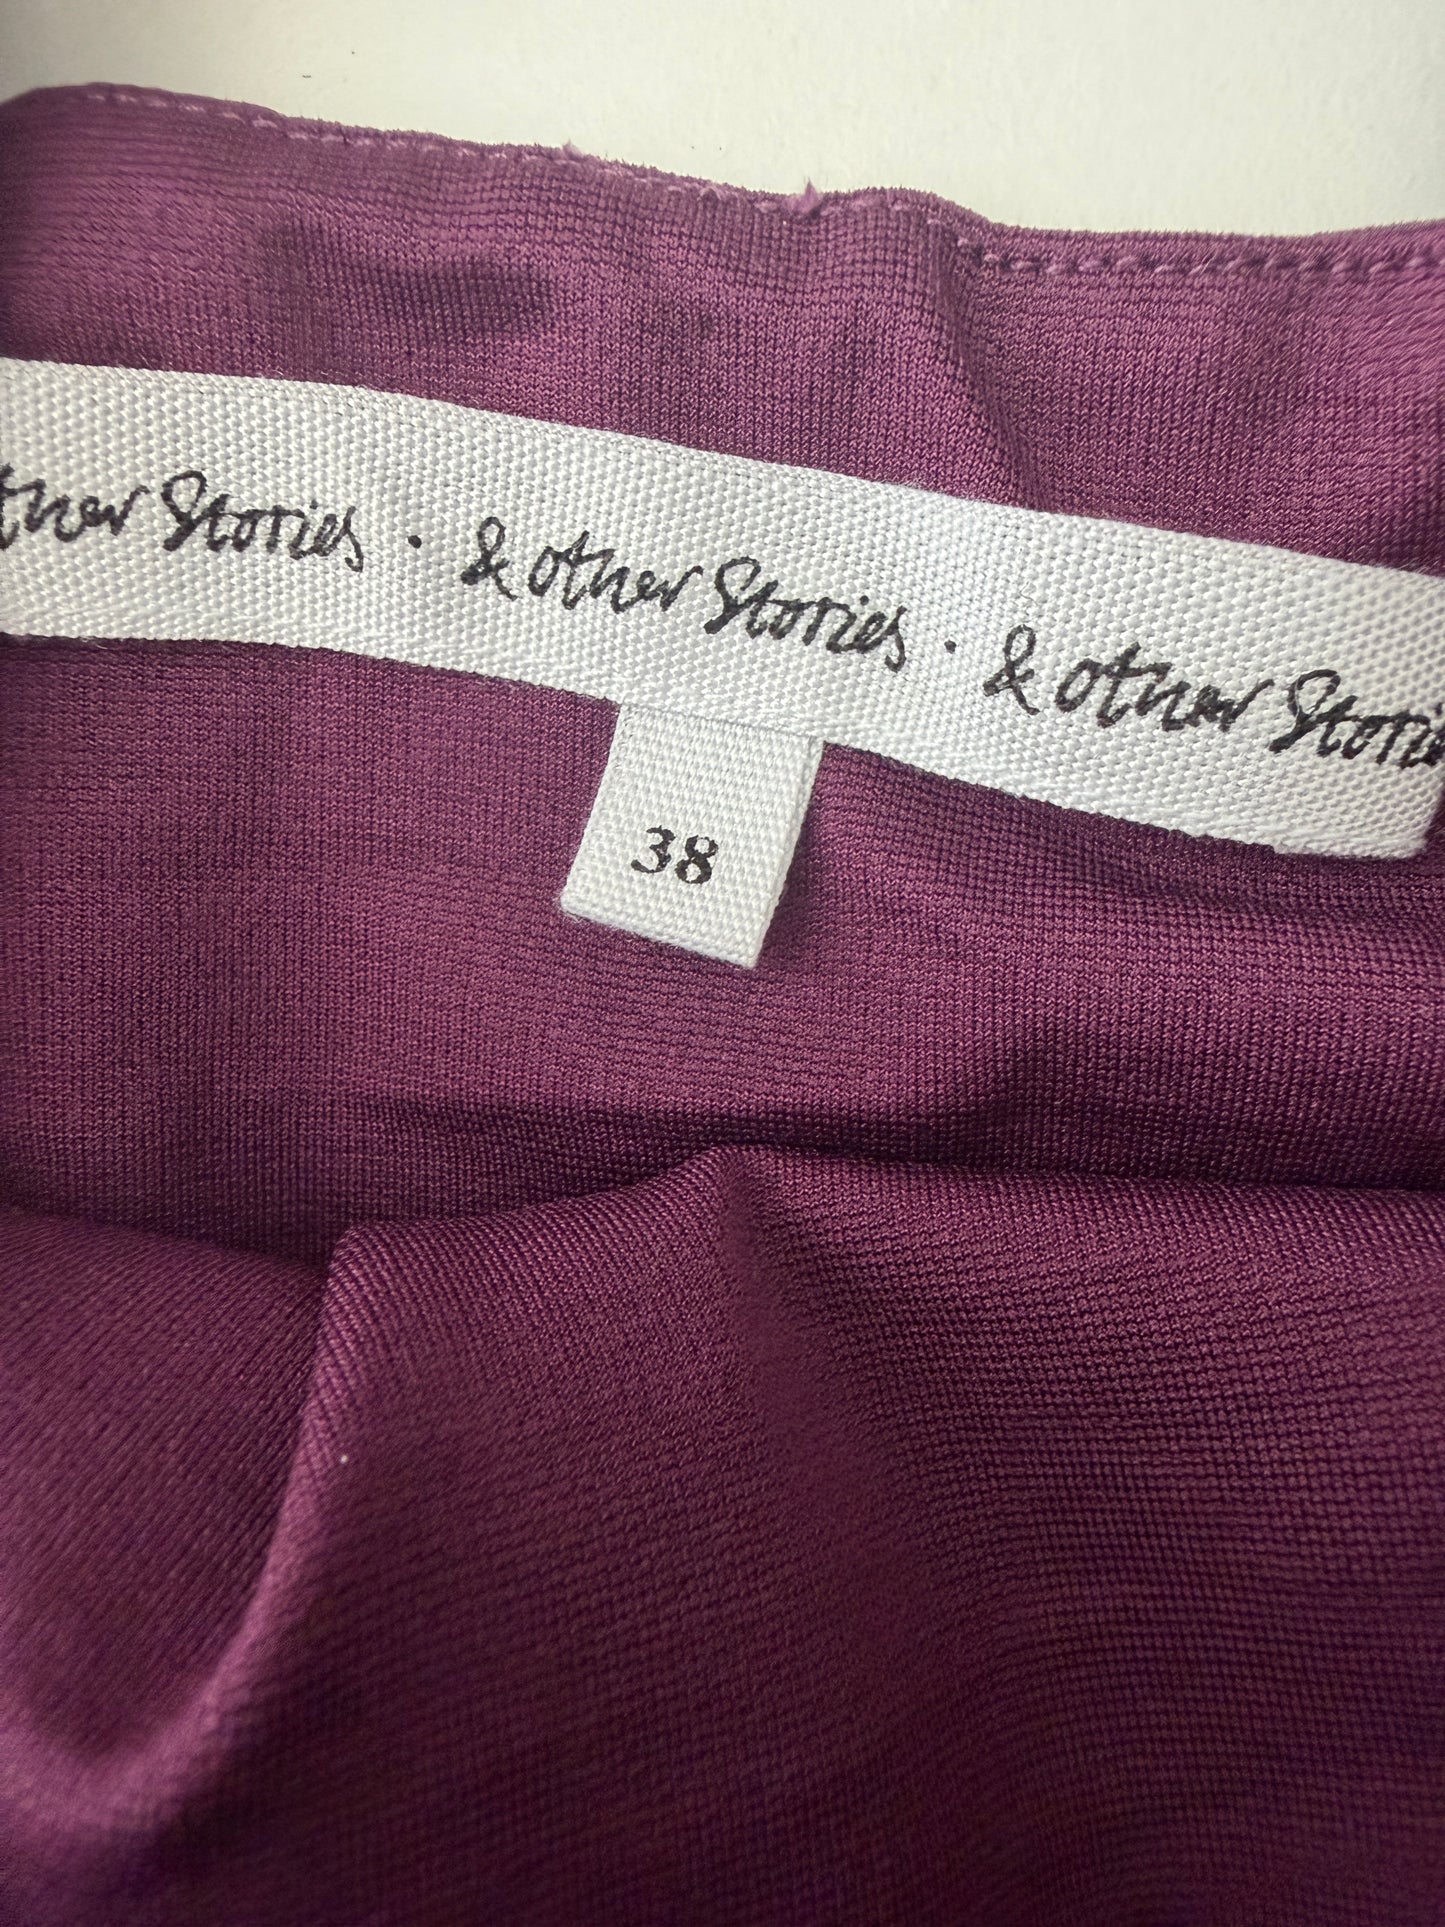 ther Stories · & other Stories · & other Storie
38